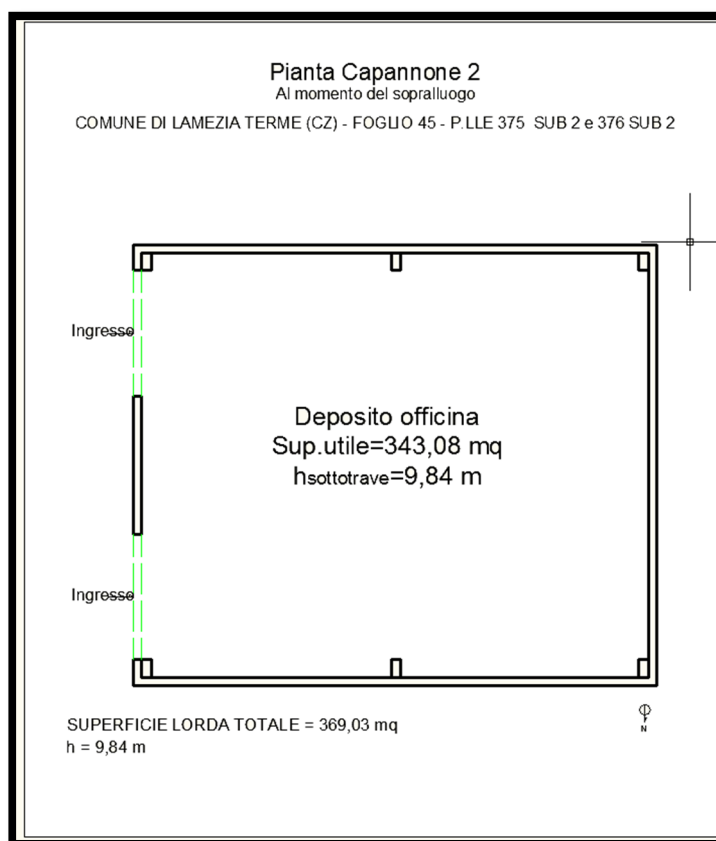 Pianta Capannone 2
Al momento del sopralluogo
COMUNE DI LAMEZIA TERME (CZ) - FOGLIO 45 - P.LLE 375 SUB 2 e 376 SUB 2
Ingresso
Deposito officina
Sup.utile=343,08 mq
hsottotrave=9,84 m
Ingresso
SUPERFICIE LORDA TOTALE = 369,03 mq
h = 9,84 m
N